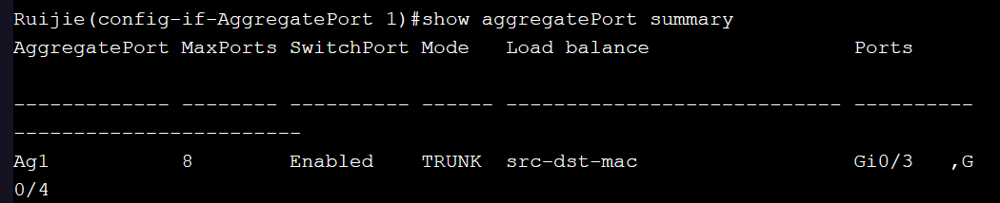 Ruijie(config-if-AggregatePort 1)#show aggregatePort summary
AggregatePort MaxPorts SwitchPort Mode   Load balance                 Ports
------------- -------- ---------- ------ ---------------------------- ----------
------------------------
Ag1           8        Enabled    TRUNK  src-dst-mac                  Gi0/3   ,G
0/4